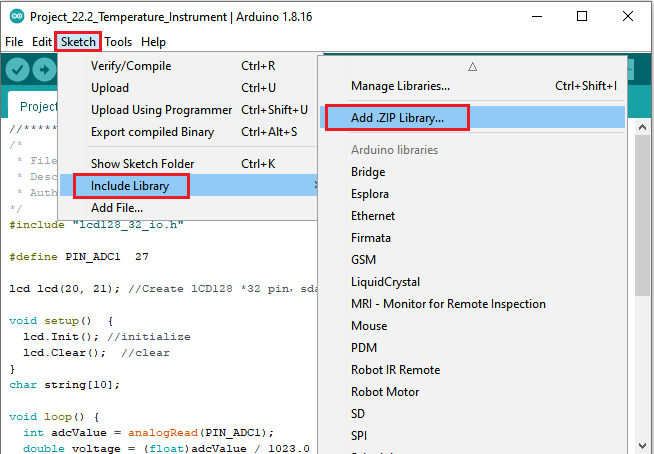 Project_22.2_Temperature_Instrument | Arduino 1.8.16
File Edit Sketch Tools Help
Verify/Compile Ctrl+R
Upload Ctrl+U
Upload Using Programmer Ctrl+Shift+U
Export compiled Binary Ctrl+Alt+S
Show Sketch Folder Ctrl+K
Include Library
Add File...
Manage Libraries... Ctrl+Shift+I
Add .ZIP Library...
Arduino libraries
Bridge
Esplora
Ethernet
Firmata
GSM
LiquidCrystal
MRI - Monitor for Remote Inspection
Mouse
PDM
Robot IR Remote
Robot Motor
SD
SPI
Project
//*****
/*
* File
* Desc
* Auth
*/
#include "lcd128_32_io.h"
#define PIN_ADC1 27
lcd lcd(20, 21); //Create lCD128 *32 pin，sda
void setup() {
lcd.Init(); //initialize
lcd.Clear(); //clear
}
char string[10];
void loop() {
int adcValue = analogRead(PIN_ADC1);
double voltage = (float)adcValue / 1023.0